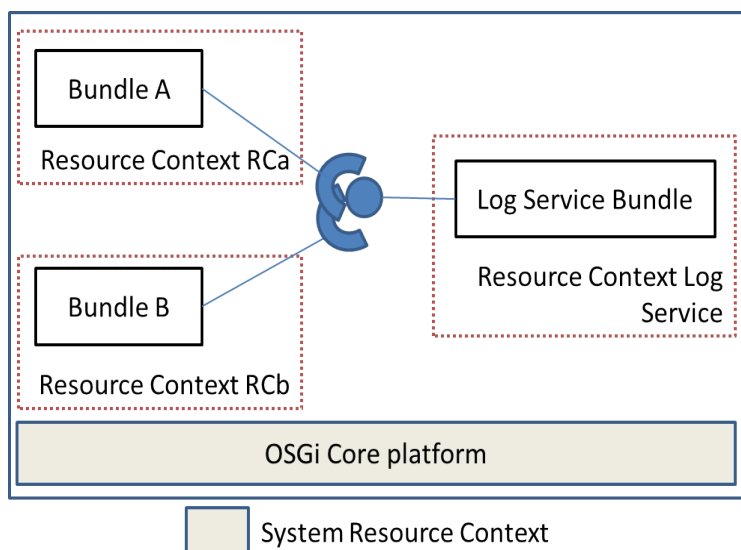 Bundle A
Resource Context RCa
Log Service Bundle
Resource Context Log
Service
Bundle B
Resource Context RCb
OSGi Core platform
System Resource Context